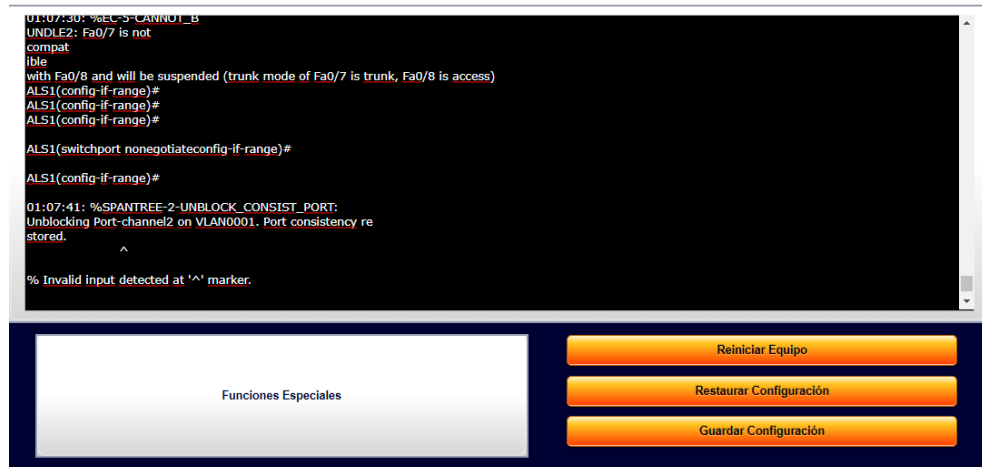 01:07:30: %EC-5-CANNOT_B
UNDLE2: Fa0/7 is not
compat
ible
with Fa0/8 and will be suspended (trunk mode of Fa0/7 is trunk, Fa0/8 is access)
ALS1(config-if-range)#
ALS1(config-if-range)#
ALS1(config-if-range)#
ALS1(switchport nonegotiateconfig-if-range)#
ALS1(config-if-range)#
01:07:41: %SPANTREE-2-UNBLOCK_CONSIST_PORT:
Unblocking Port-channel2 on VLAN0001. Port consistency re
stored.
^
% Invalid input detected at '^' marker.
Funciones Especiales
Reiniciar Equipo
Restaurar Configuración
Guardar Configuración